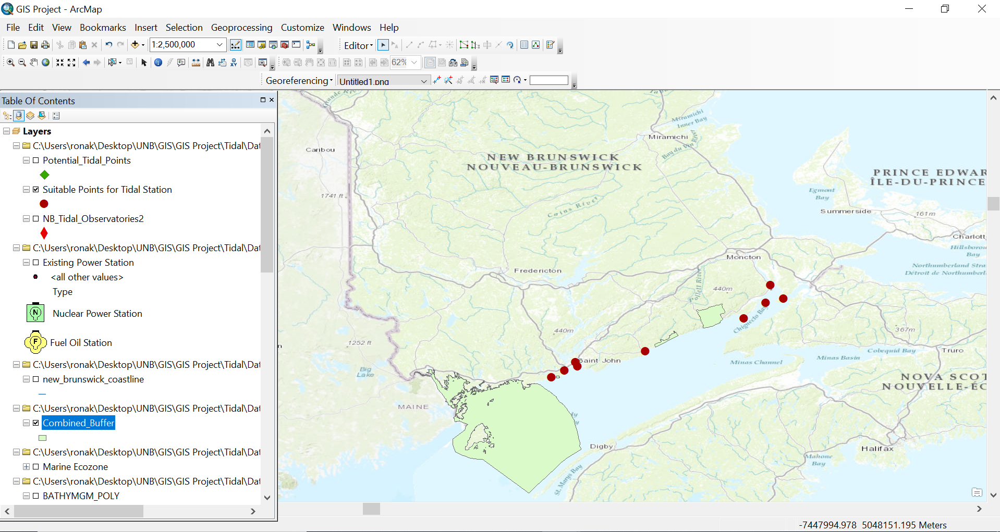 GIS Project - ArcMap
File Edit View Bookmarks Insert Selection Geoprocessing Customize Windows Help
1:2,500,000
Editor
62%
Georeferencing
Untitled1.png
Table Of Contents
Layers
C:\Users\ronak\Desktop\UNB\GIS\GIS Project\Tidal\Dat
Potential_Tidal_Points
Suitable Points for Tidal Station
NB_Tidal_Observatories2
C:\Users\ronak\Desktop\UNB\GIS\GIS Project\Tidal\Dat
Existing Power Station
<all other values>
Type
N Nuclear Power Station
F Fuel Oil Station
C:\Users\ronak\Desktop\UNB\GIS\GIS Project\Tidal\Dat
new_brunswick_coastline
C:\Users\ronak\Desktop\UNB\GIS\GIS Project\Tidal\Dat
Combined_Buffer
C:\Users\ronak\Desktop\UNB\GIS\GIS Project\Tidal\Dat
Marine Ecozone
C:\Users\ronak\Desktop\UNB\GIS\GIS Project\Tidal\Dat
BATHYMGM_POLY
Miramichi
Inner Bay
Miramichi
Bay du Vin River
Caribou
NEW BRUNSWICK
NOUVEAU-BRUNSWICK
PRINCE EDWAR
ÎLE-DU-PRINCE
1741 ft
Egmont
Bay
Cains River
Summerside
161m
Charlott
Hillsborou
Bay
Moncton
Northumberland Stra
Détroit de Northumberl
Fredericton
Pollett River
440m
Chignecto Bay
440m
367m
1252 ft
Cobequid Bay
Truro
Saint John
Minas Channel
Minas Basin
Big
Lake
NOVA SCOT
NOUVELLE-ÉC
MAINE
Digby
Halifax
Mahone
Bay
St. Marys Bay
-7447994.978 5048151.195 Meters